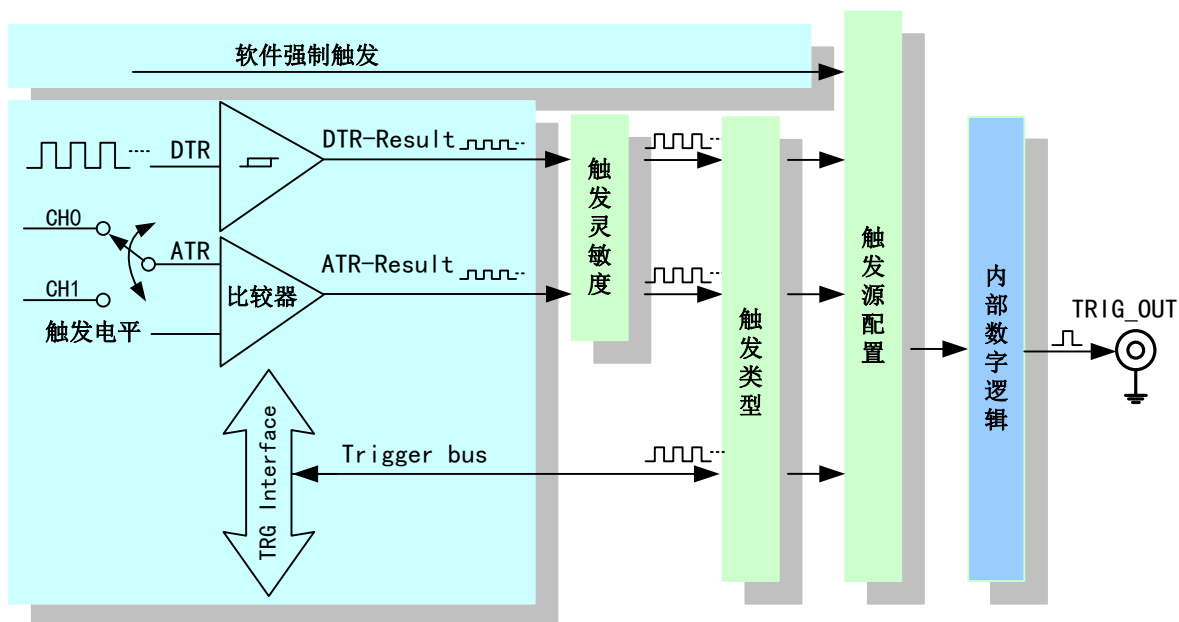 软件强制触发
DTR
DTR-Result
CH0
ATR
ATR-Result
CH1
触发电平
比较器
TRG Interface
Trigger bus
触发灵敏度
触发类型
触发源配置
内部数字逻辑
TRIG_OUT